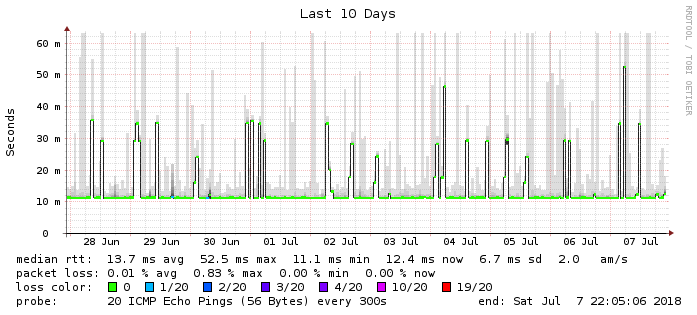 Last 10 Days
RRDTOOL / TOBI OETIKER
Seconds
60 m
50 m
40 m
30 m
20 m
10 m
0
28 Jun 29 Jun 30 Jun 01 Jul 02 Jul 03 Jul 04 Jul 05 Jul 06 Jul 07 Jul
median rtt: 13.7 ms avg 52.5 ms max 11.1 ms min 12.4 ms now 6.7 ms sd 2.0 am/s
packet loss: 0.01 % avg 0.83 % max 0.00 % min 0.00 % now
loss color: 0 1/20 2/20 3/20 4/20 10/20 19/20
probe: 20 ICMP Echo Pings (56 Bytes) every 300s end: Sat Jul 7 22:05:06 2018